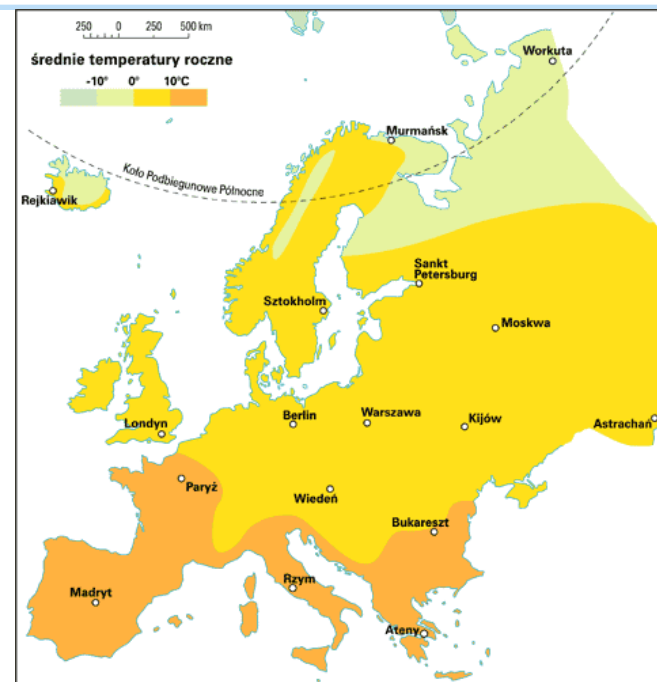 250 0 250 500 km
średnie temperatury roczne
-10° 0° 10°C
Workuta
Murmańsk
Koło Podbiegunowe Północne
Rejkiawik
Sankt
Petersburg
Sztokholm
Moskwa
Londyn
Berlin
Warszawa
Kijów
Astrachań
Paryż
Wiedeń
Bukareszt
Madryt
Rzym
Ateny